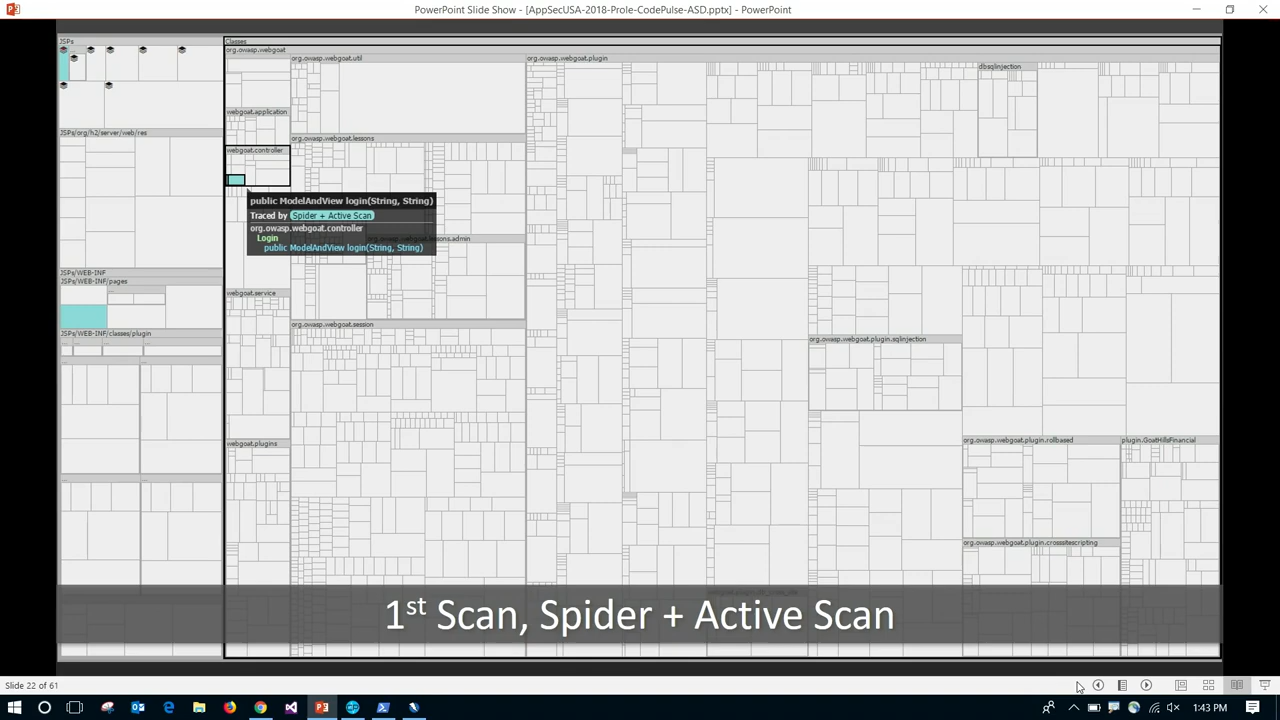 PowerPoint Slide Show - [AppSecUSA-2018-Prole-CodePulse-ASD.pptx] - PowerPoint
JSPs
Classes
org.owasp.webgoat
org.owasp.webgoat.util
org.owasp.webgoat.plugin
dbsqlinjection
webgoat.application
JSPs/org/h2/server/web/res
org.owasp.webgoat.lessons
webgoat.controller
public ModelAndView login(String, String)
Traced by Spider + Active Scan
org.owasp.webgoat.controller
Login
public ModelAndView login(String, String)
JSPs/WEB-INF
JSPs/WEB-INF/pages
webgoat.service
org.owasp.webgoat.session
JSPs/WEB-INF/classes/plugin
org.owasp.webgoat.plugin.sqlinjection
webgoat.plugins
org.owasp.webgoat.plugin.rollbased
plugin.GoatHillsFinancial
org.owasp.webgoat.plugin.crosssitescripting
1st Scan, Spider + Active Scan
Slide 22 of 61
1:43 PM